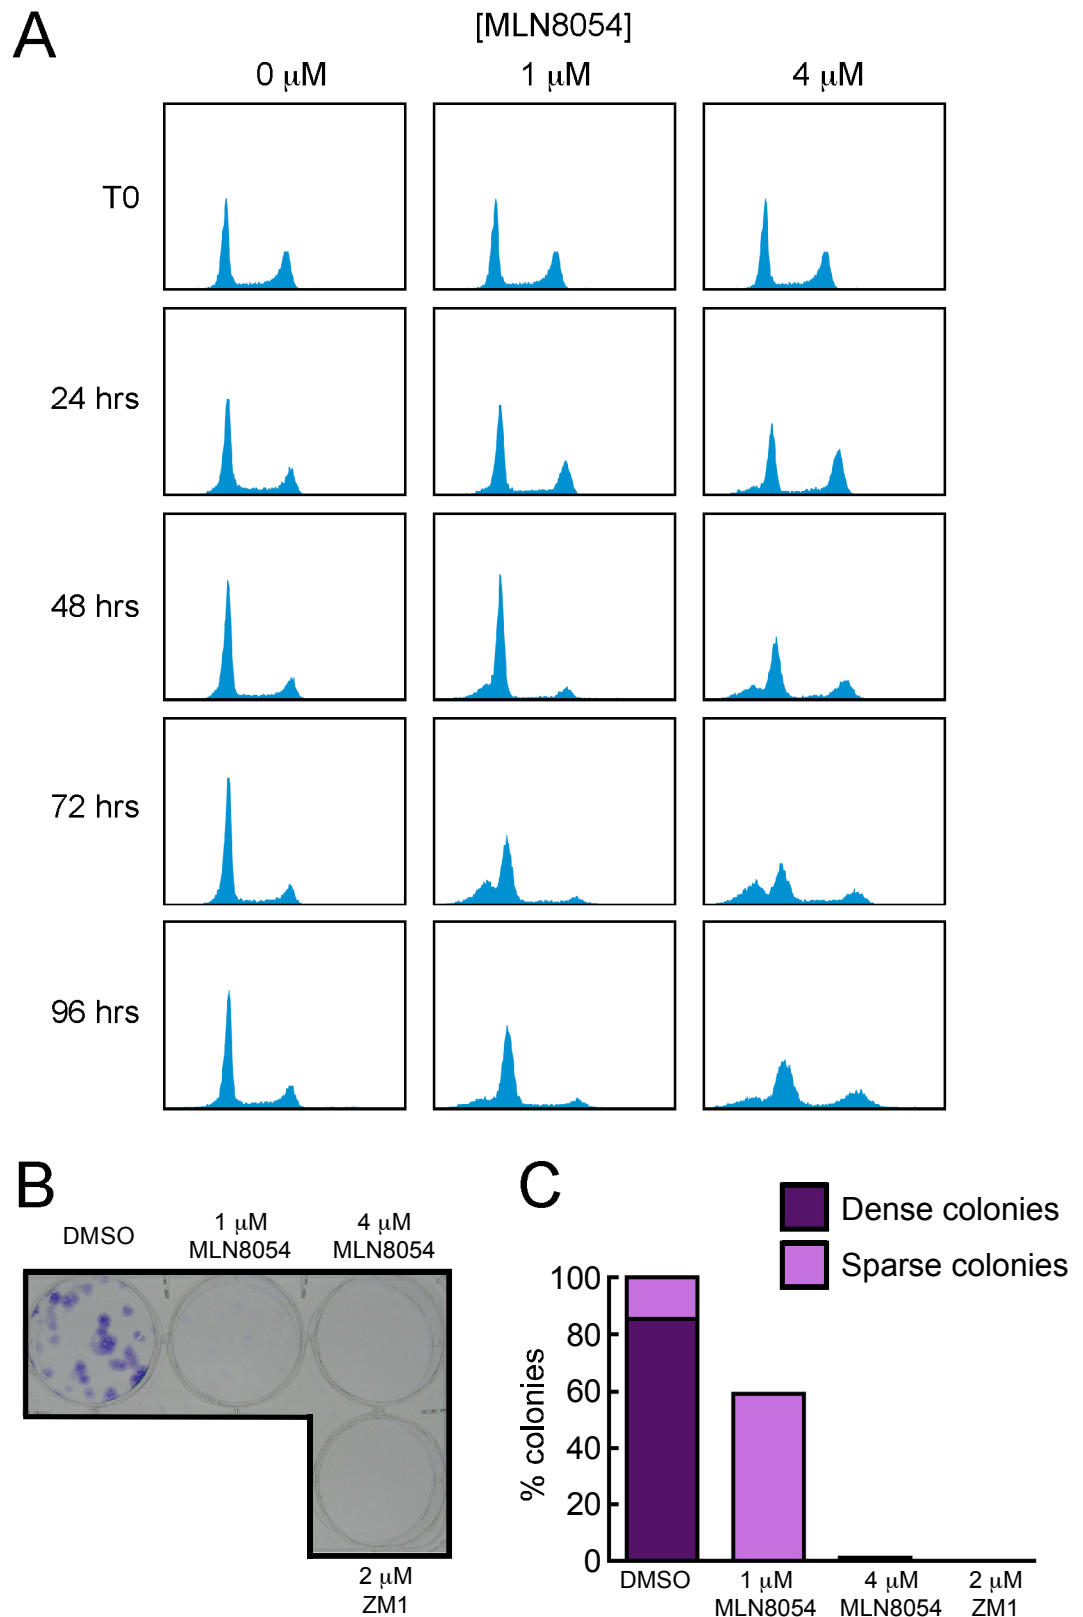 A
[MLN8054]
0 μM
1 μM
4 μM
T0
24 hrs
48 hrs
72 hrs
96 hrs
B
DMSO
1 μM
MLN8054
4 μM
MLN8054
2 μM
ZM1
C
Dense colonies
Sparse colonies
% colonies
100
80
60
40
20
0
DMSO
1 μM
MLN8054
4 μM
MLN8054
2 μM
ZM1